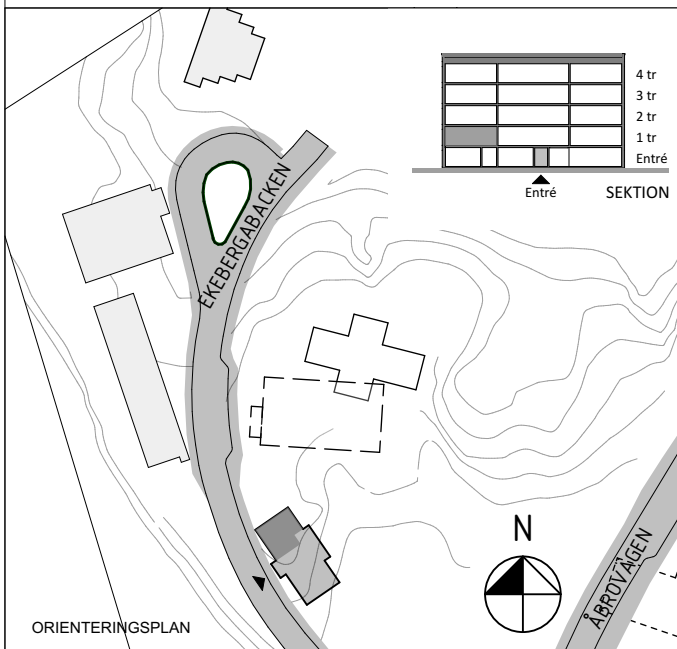 4 tr
3 tr
2 tr
1 tr
Entré
Entré
SEKTION
EKEBERGABACKEN
N
ÅBROVÄGEN
ORIENTERINGSPLAN